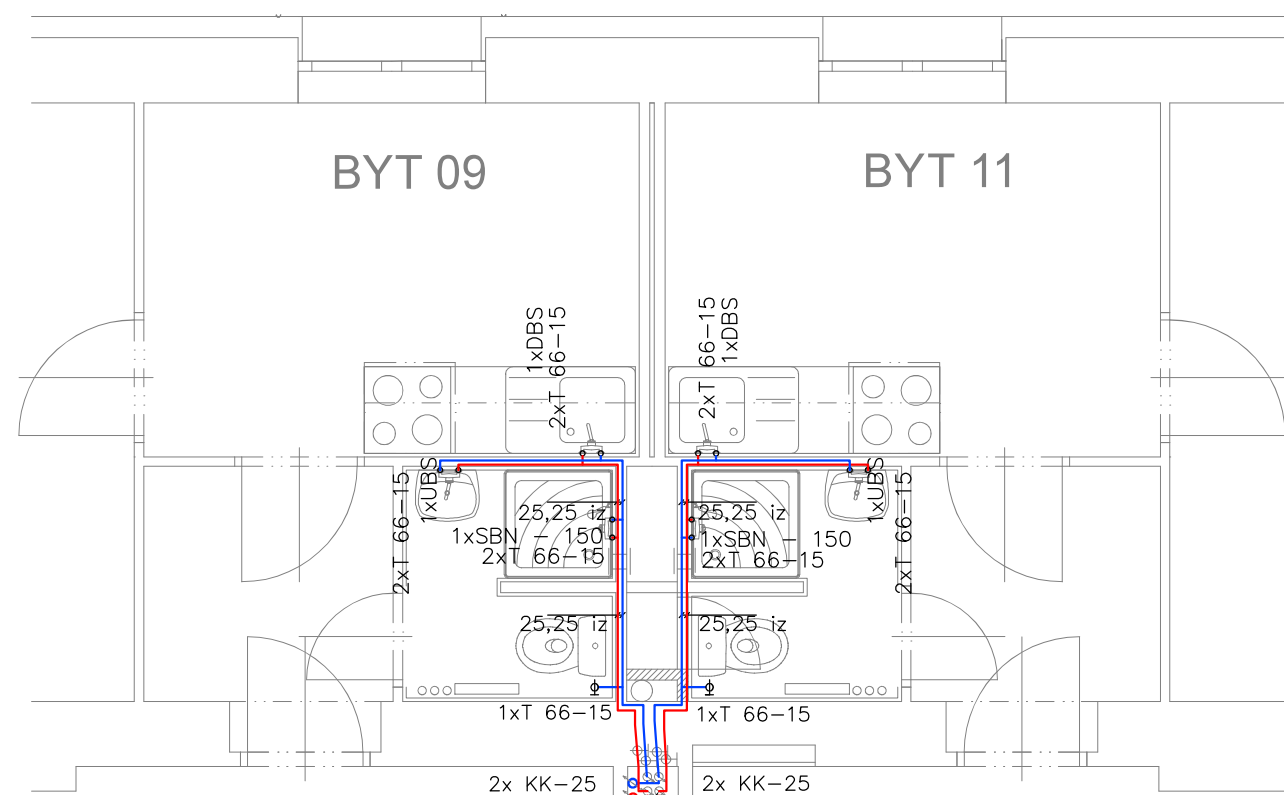 BYT 09
BYT 11
1xDBS
2xT 66-15
2xT 66-15
1xDBS
1xUBS
2xT 66-15
25,25 iz
1xSBN - 150
2xT 66-15
25,25 iz
1xSBN - 150
2xT 66-15
1xUBS
2xT 66-15
25,25 iz
25,25 iz
1xT 66-15
1xT 66-15
2x KK-25
2x KK-25